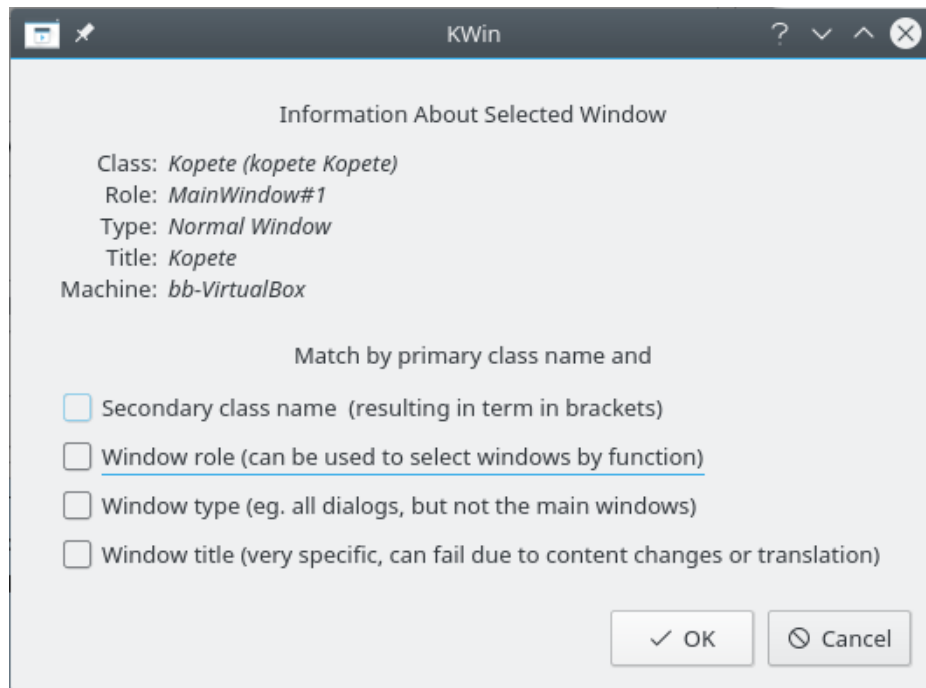 KWin
Information About Selected Window
Class: Kopete (kopete Kopete)
Role: MainWindow#1
Type: Normal Window
Title: Kopete
Machine: bb-VirtualBox
Match by primary class name and
Secondary class name (resulting in term in brackets)
Window role (can be used to select windows by function)
Window type (eg. all dialogs, but not the main windows)
Window title (very specific, can fail due to content changes or translation)
OK Cancel